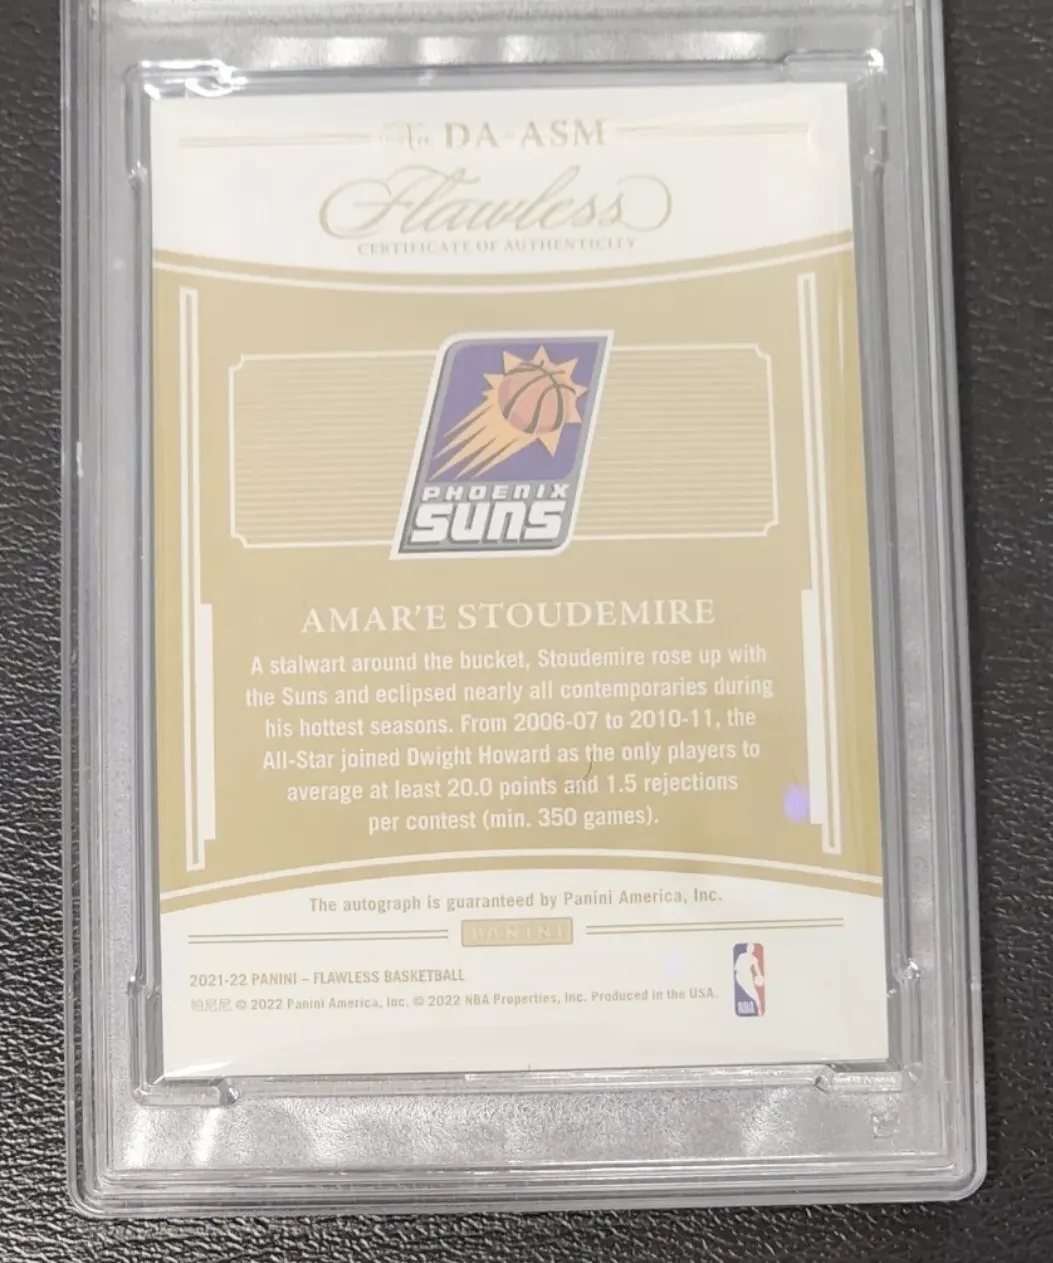 No. DA-ASM
Flawless
CERTIFICATE OF AUTHENTICITY
PHOENIX
SUNS
AMAR'E STOUDEMIRE
A stalwart around the bucket, Stoudemire rose up with
the Suns and eclipsed nearly all contemporaries during
his hottest seasons. From 2006-07 to 2010-11, the
All-Star joined Dwight Howard as the only players to
average at least 20.0 points and 1.5 rejections
per contest (min. 350 games).
The autograph is guaranteed by Panini America, Inc.
PANINI
2021-22 PANINI – FLAWLESS BASKETBALL
帕尼尼 © 2022 Panini America, Inc. © 2022 NBA Properties, Inc. Produced in the USA.
NBA